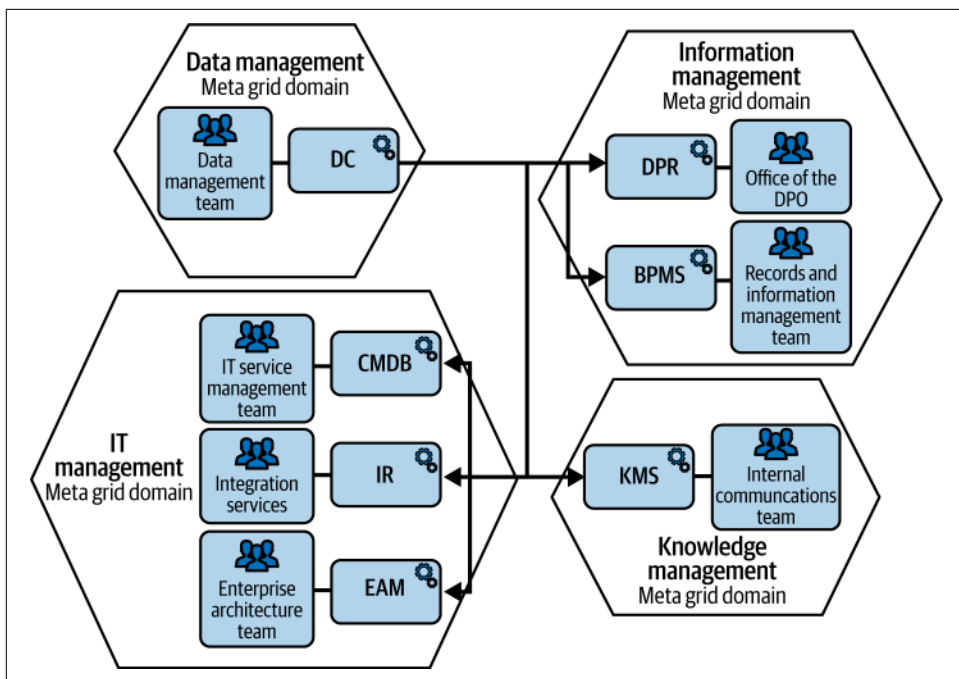 Data management
Meta grid domain
Data
management
team
DC
Information
management
Meta grid domain
DPR
Office of the
DPO
BPMS
Records and
information
management
team
IT
management
Meta grid domain
IT service
management
team
CMDB
Integration
services
IR
Enterprise
architecture
team
EAM
KMS
Internal
communcations
team
Knowledge
management
Meta grid domain